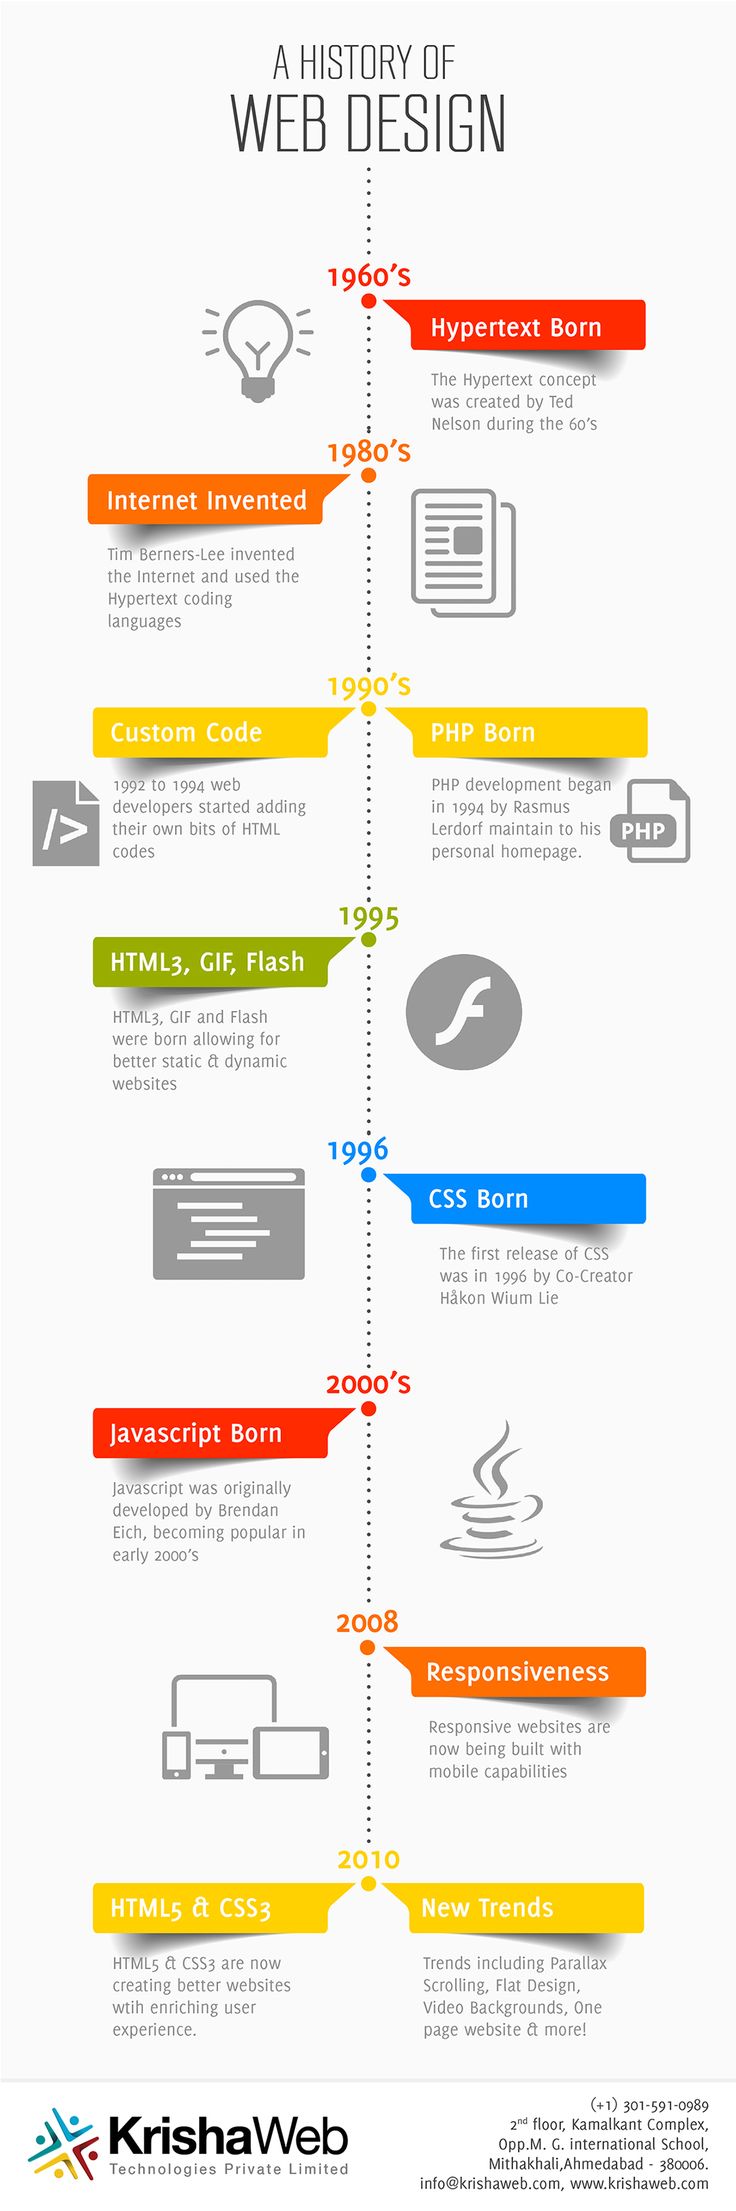 A HISTORY OF
WEB DESIGN
1960's
Hypertext Born
The Hypertext concept
was created by Ted
Nelson during the 60's
1980's
Internet Invented
Tim Berners-Lee invented
the Internet and used the
Hypertext coding
languages
1990's
Custom Code
1992 to 1994 web
developers started adding
their own bits of HTML
codes
/>
PHP Born
PHP development began
in 1994 by Rasmus
Lerdorf maintain to his
personal homepage.
PHP
1995
HTML3, GIF, Flash
HTML3, GIF and Flash
were born allowing for
better static & dynamic
websites
1996
CSS Born
The first release of CSS
was in 1996 by Co-Creator
Håkon Wium Lie
2000's
Javascript Born
Javascript was originally
developed by Brendan
Eich, becoming popular in
early 2000's
2008
Responsiveness
Responsive websites are
now being built with
mobile capabilities
2010
HTML5 & CSS3
HTML5 & CSS3 are now
creating better websites
wtih enriching user
experience.
New Trends
Trends including Parallax
Scrolling, Flat Design,
Video Backgrounds, One
page website & more!
KrishaWeb
Technologies Private Limited
(+1) 301-591-0989
2nd floor, Kamalkant Complex,
Opp.M. G. international School,
Mithakhali,Ahmedabad - 380006.
info@krishaweb.com, www.krishaweb.com